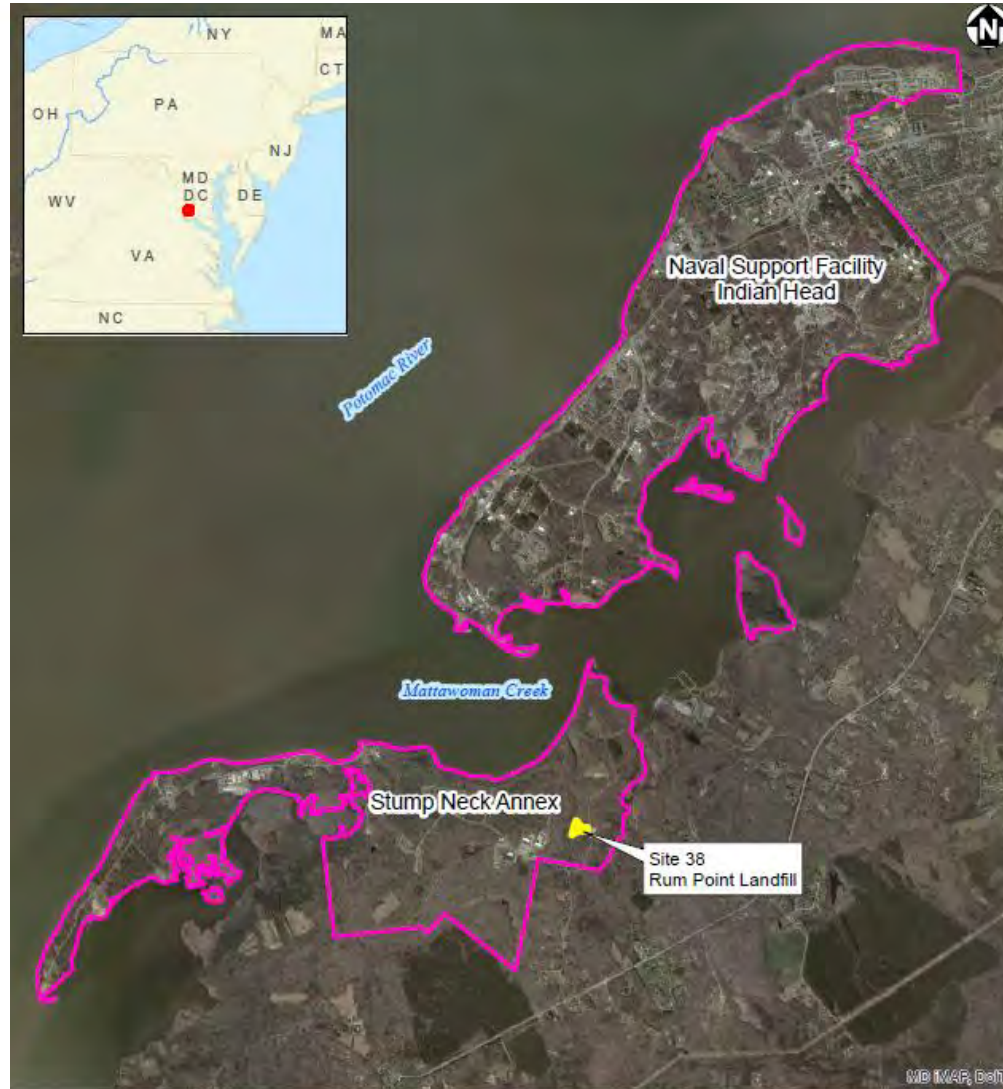 NY
MA
CT
OH
PA
NJ
MD
DC
DE
WV
VA
NC
N
Naval Support Facility
Indian Head
Potomac River
Mattawoman Creek
Stump Neck Annex
Site 38
Rum Point Landfill
MD iMAP,